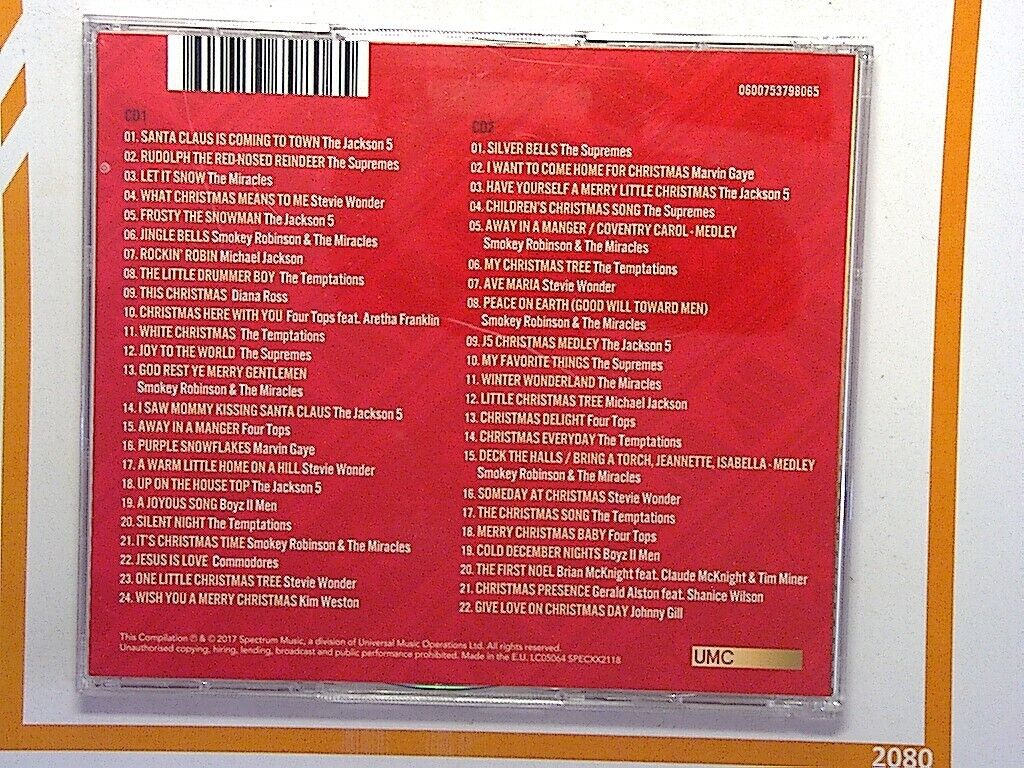 0600753798065
CD1
01. SANTA CLAUS IS COMING TO TOWN The Jackson 5
02. RUDOLPH THE RED-NOSED REINDEER The Supremes
03. LET IT SNOW The Miracles
04. WHAT CHRISTMAS MEANS TO ME Stevie Wonder
05. FROSTY THE SNOWMAN The Jackson 5
06. JINGLE BELLS Smokey Robinson & The Miracles
07. ROCKIN' ROBIN Michael Jackson
08. THE LITTLE DRUMMER BOY The Temptations
09. THIS CHRISTMAS Diana Ross
10. CHRISTMAS HERE WITH YOU Four Tops feat. Aretha Franklin
11. WHITE CHRISTMAS The Temptations
12. JOY TO THE WORLD The Supremes
13. GOD REST YE MERRY GENTLEMEN
Smokey Robinson & The Miracles
14. I SAW MOMMY KISSING SANTA CLAUS The Jackson 5
15. AWAY IN A MANGER Four Tops
16. PURPLE SNOWFLAKES Marvin Gaye
17. A WARM LITTLE HOME ON A HILL Stevie Wonder
18. UP ON THE HOUSE TOP The Jackson 5
19. A JOYOUS SONG Boyz II Men
20. SILENT NIGHT The Temptations
21. IT'S CHRISTMAS TIME Smokey Robinson & The Miracles
22. JESUS IS LOVE Commodores
23. ONE LITTLE CHRISTMAS TREE Stevie Wonder
24. WISH YOU A MERRY CHRISTMAS Kim Weston
CD2
01. SILVER BELLS The Supremes
02. I WANT TO COME HOME FOR CHRISTMAS Marvin Gaye
03. HAVE YOURSELF A MERRY LITTLE CHRISTMAS The Jackson 5
04. CHILDREN'S CHRISTMAS SONG The Supremes
05. AWAY IN A MANGER / COVENTRY CAROL - MEDLEY
Smokey Robinson & The Miracles
06. MY CHRISTMAS TREE The Temptations
07. AVE MARIA Stevie Wonder
08. PEACE ON EARTH (GOOD WILL TOWARD MEN)
Smokey Robinson & The Miracles
09. J5 CHRISTMAS MEDLEY The Jackson 5
10. MY FAVORITE THINGS The Supremes
11. WINTER WONDERLAND The Miracles
12. LITTLE CHRISTMAS TREE Michael Jackson
13. CHRISTMAS DELIGHT Four Tops
14. CHRISTMAS EVERYDAY The Temptations
15. DECK THE HALLS / BRING A TORCH, JEANNETTE, ISABELLA - MEDLEY
Smokey Robinson & The Miracles
16. SOMEDAY AT CHRISTMAS Stevie Wonder
17. THE CHRISTMAS SONG The Temptations
18. MERRY CHRISTMAS BABY Four Tops
19. COLD DECEMBER NIGHTS Boyz II Men
20. THE FIRST NOEL Brian McKnight feat. Claude McKnight & Tim Miner
21. CHRISTMAS PRESENCE Gerald Alston feat. Shanice Wilson
22. GIVE LOVE ON CHRISTMAS DAY Johnny Gill
This Compilation ℗ & © 2017 Spectrum Music, a division of Universal Music Operations Ltd. All rights reserved.
Unauthorised copying, hiring, lending, broadcast and public performance prohibited. Made in the E.U. LC05064 SPECXX2118
UMC
2080